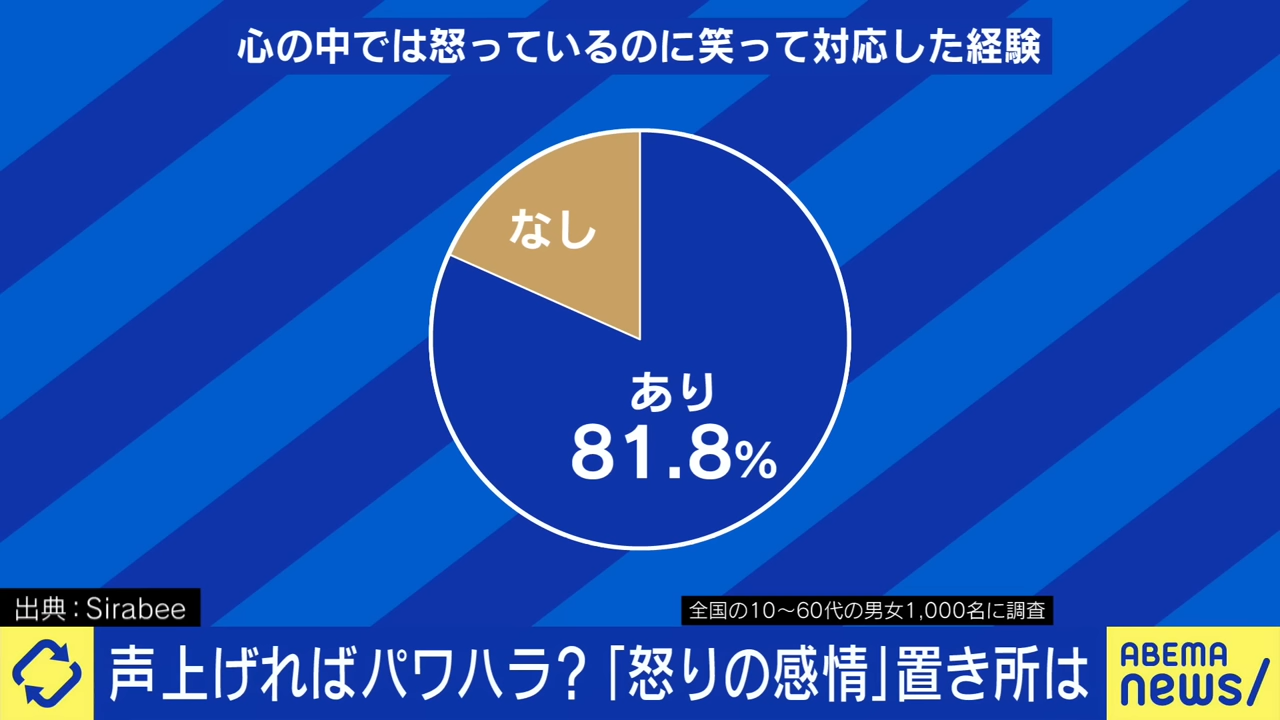 心の中では怒っているのに笑って対応した経験
なし
あり
81.8%
出典：Sirabee
全国の10〜60代の男女1,000名に調査
声上げればパワハラ？「怒りの感情」置き所は
ABEMA
news/